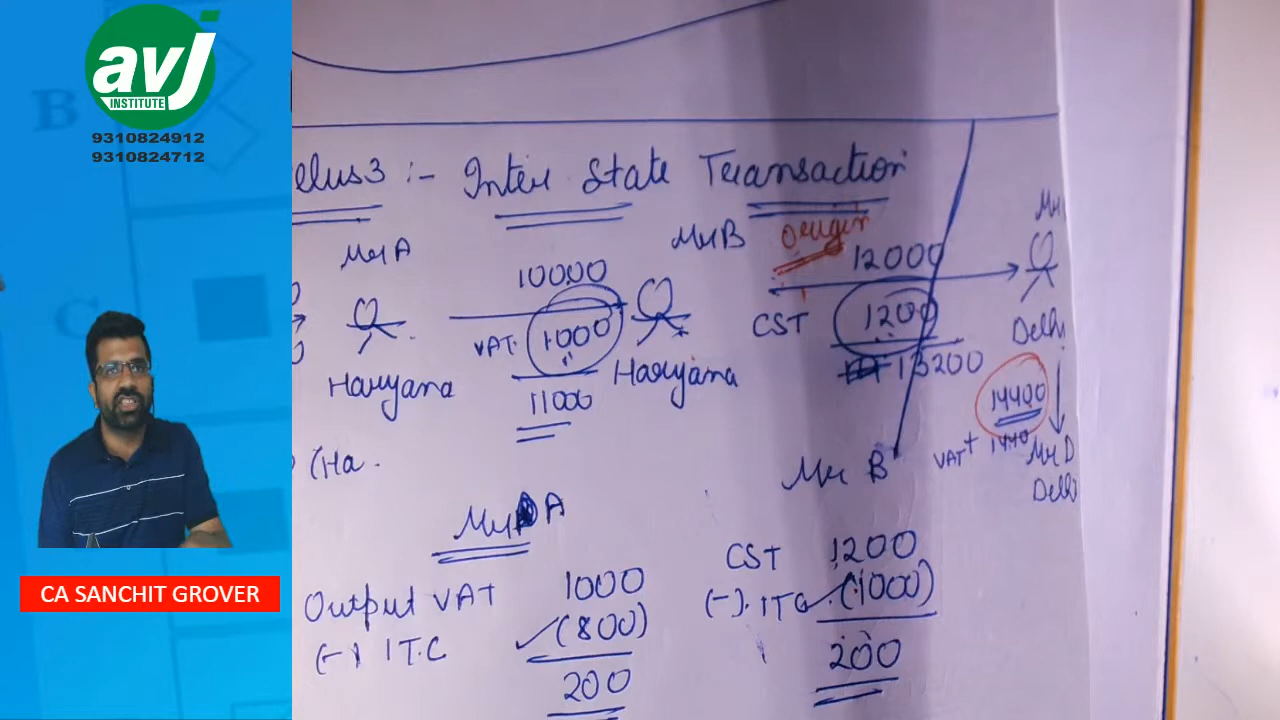 avj
INSTITUTE
9310824912
9310824712
CA SANCHIT GROVER
:- Inter State Transaction
Mr A
10000
Mr B
Origin
12000
VAT. 1000
CST 1200
Haryana
11000
Haryana
13200
Delhi
14400
VAT+ 1440
Mr D
Delhi
(Ha.
Mr B
Mr A
Output VAT 1000
(-) ITC (800)
200
CST 1200
(-). ITC (1000)
200
B
C